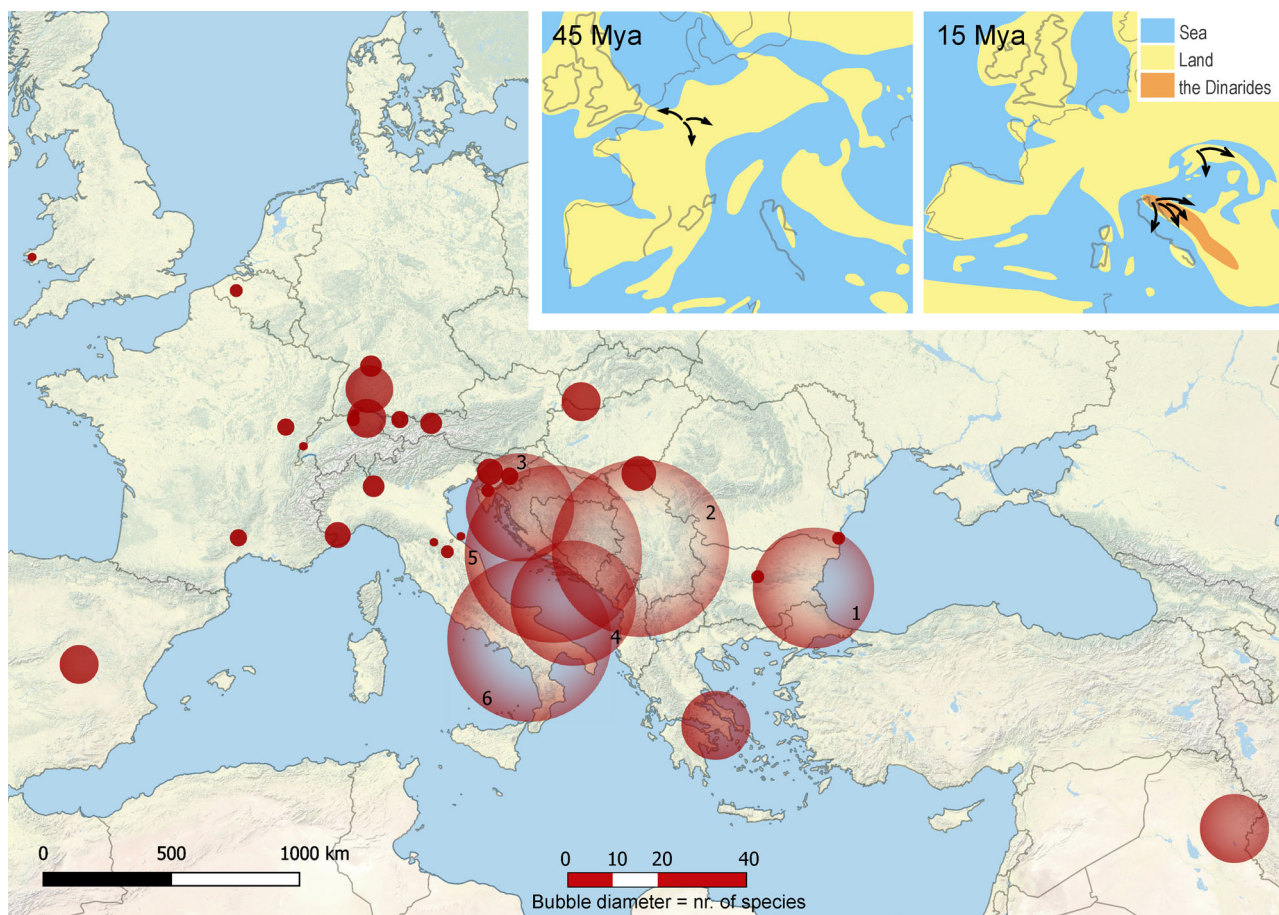 45 Mya
15 Mya
Sea
Land
the Dinarides
3
2
5
1
4
6
0 500 1000 km
0 10 20 40
Bubble diameter = nr. of species